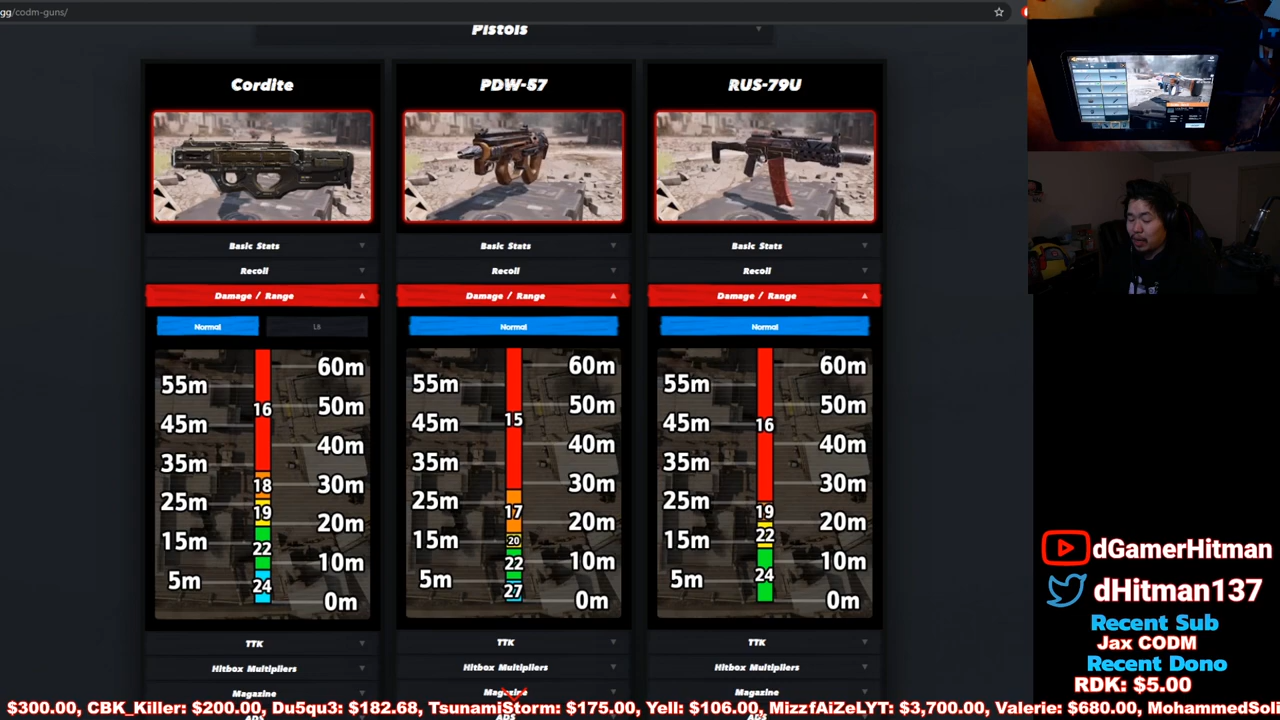 gg/codm-guns/
Pistols
Cordite
PDW-57
RUS-79U
Basic Stats
Basic Stats
Basic Stats
Recoil
Recoil
Recoil
Damage / Range
Damage / Range
Damage / Range
Normal
LB
Normal
Normal
60m
55m
50m
16
45m
40m
35m
18
30m
25m
19
20m
15m
22
10m
5m
24
0m
60m
55m
50m
15
45m
40m
35m
30m
25m
17
20m
15m
20
22
10m
5m
27
0m
60m
55m
50m
16
45m
40m
35m
30m
25m
19
20m
15m
22
10m
24
5m
0m
TTK
TTK
TTK
Hitbox Multipliers
Hitbox Multipliers
Hitbox Multipliers
Magazine
Magazine
Magazine
ADS
ADS
ADS
dGamerHitman
dHitman137
Recent Sub
Jax CODM
Recent Dono
RDK: $5.00
$300.00, CBK_Killer: $200.00, Du5qu3: $182.68, TsunamiStorm: $175.00, Yell: $106.00, MizzfAiZeLYT: $3,700.00, Valerie: $680.00, MohammedSoli